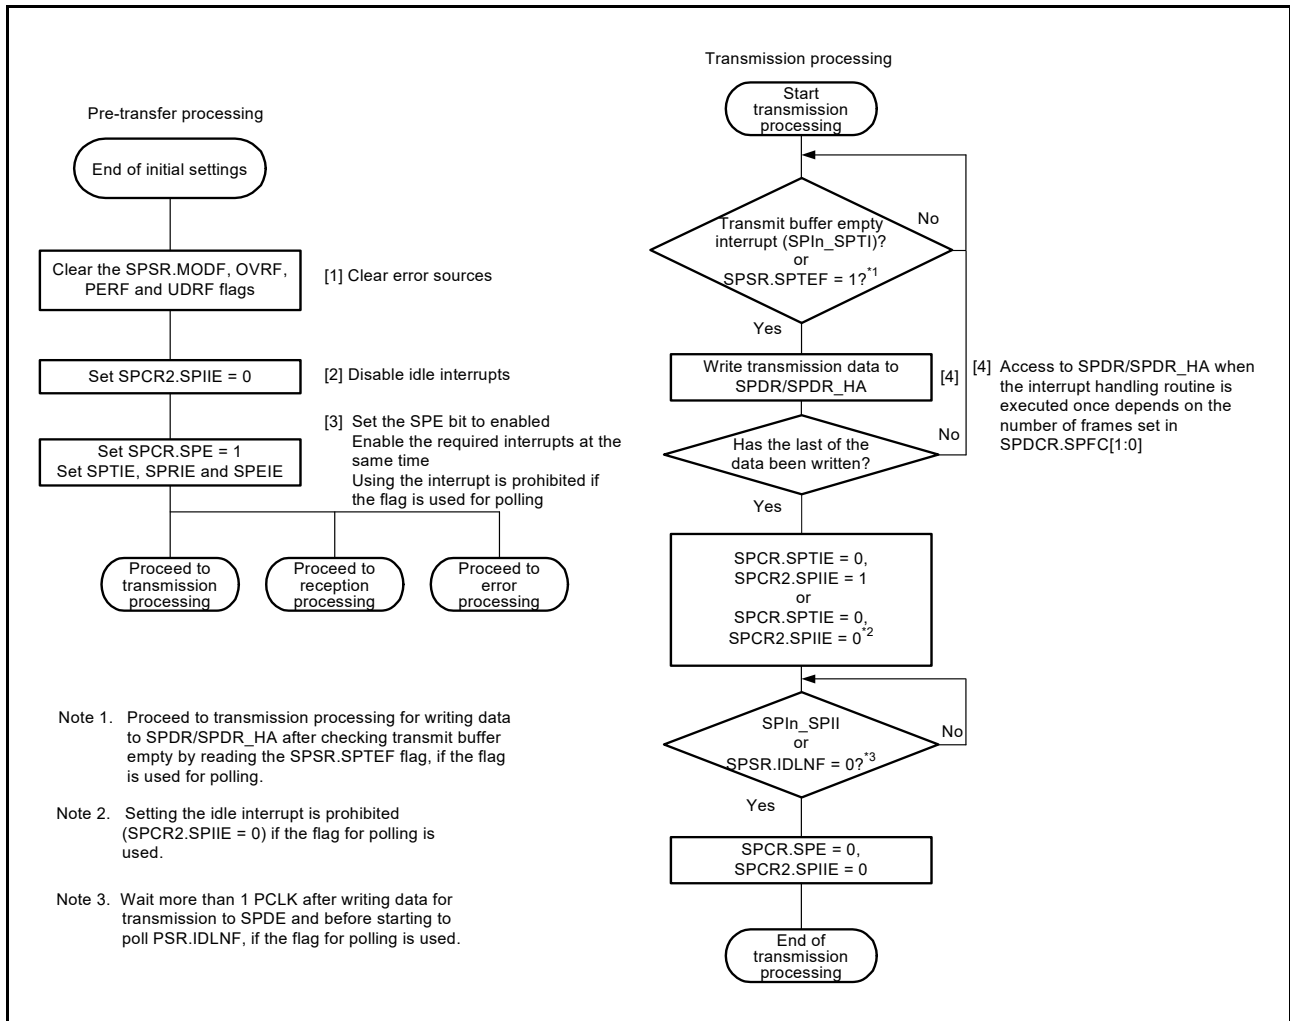 Pre-transfer processing
End of initial settings
Clear the SPSR.MODF, OVRF,
PERF and UDRF flags
[1] Clear error sources
Set SPCR2.SPIIE = 0
[2] Disable idle interrupts
Set SPCR.SPE = 1
Set SPTIE, SPRIE and SPEIE
[3] Set the SPE bit to enabled
Enable the required interrupts at the
same time
Using the interrupt is prohibited if
the flag is used for polling
Proceed to
transmission
processing
Proceed to
reception
processing
Proceed to
error
processing
Note 1. Proceed to transmission processing for writing data
to SPDR/SPDR_HA after checking transmit buffer
empty by reading the SPSR.SPTEF flag, if the flag
is used for polling.
Note 2. Setting the idle interrupt is prohibited
(SPCR2.SPIIE = 0) if the flag for polling is
used.
Note 3. Wait more than 1 PCLK after writing data for
transmission to SPDE and before starting to
poll PSR.IDLNF, if the flag for polling is used.
Transmission processing
Start
transmission
processing
Transmit buffer empty
interrupt (SPIn_SPTI)?
or
SPSR.SPTEF = 1?*1
No
Yes
Write transmission data to
SPDR/SPDR_HA
[4]
[4] Access to SPDR/SPDR_HA when
the interrupt handling routine is
executed once depends on the
number of frames set in
SPDCR.SPFC[1:0]
Has the last of the
data been written?
No
Yes
SPCR.SPTIE = 0,
SPCR2.SPIIE = 1
or
SPCR.SPTIE = 0,
SPCR2.SPIIE = 0*2
SPIn_SPII
or
SPSR.IDLNF = 0?*3
No
Yes
SPCR.SPE = 0,
SPCR2.SPIIE = 0
End of
transmission
processing